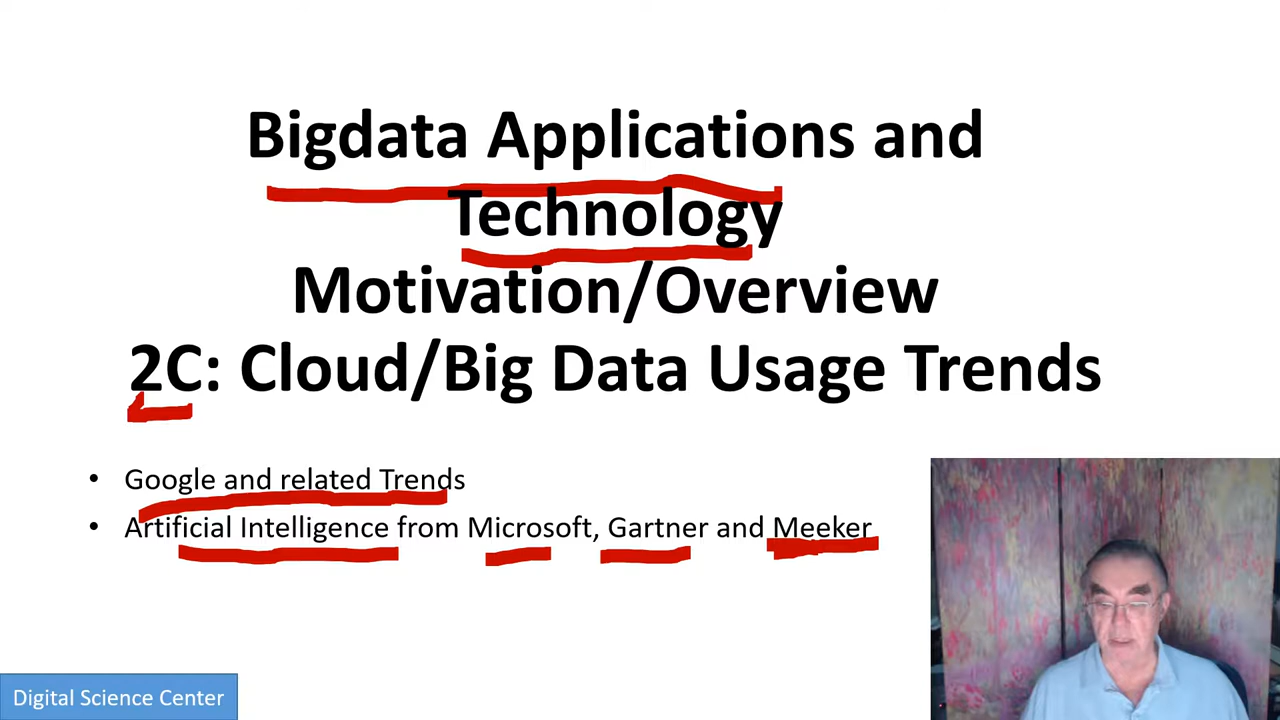 Bigdata Applications and
Technology
Motivation/Overview
2C: Cloud/Big Data Usage Trends
• Google and related Trends
• Artificial Intelligence from Microsoft, Gartner and Meeker
Digital Science Center